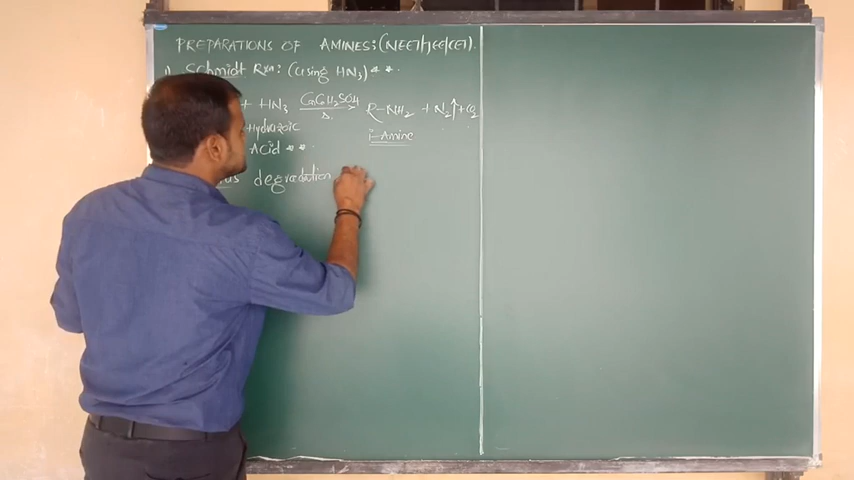 PREPARATIONS OF AMINES: (NEET/JEE/CET).
1) Schmidt Rxn: (Using HN3) **.
+ HN3 Con C H2SO4 Δ R-NH2 + N2↑ + CO2
Hydrazoic 1°-Amine
Acid **.
degradation